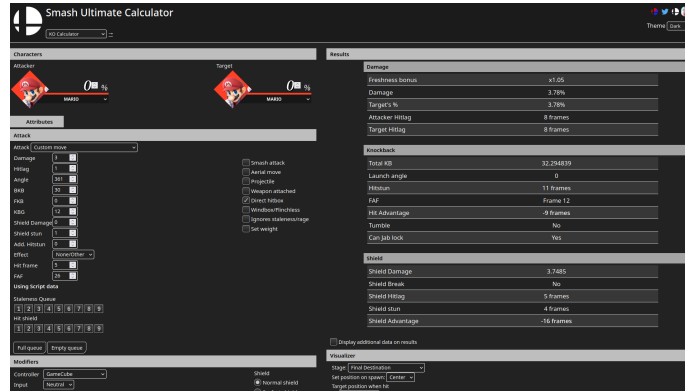 Smash Ultimate Calculator
KO Calculator
Theme Dark
Characters
Attacker
Target
0 %
0 %
MARIO
MARIO
Attributes
Attack
Attack Custom move
Damage 3
Hitlag 1
Angle 361
BKB 30
FKB 0
KBG 12
Shield Damage 0
Shield stun 1
Add. Hitstun 0
Effect None/Other
Hit frame 5
FAF 26
Smash attack
Aerial move
Projectile
Weapon attached
Direct hitbox
Windbox/Flinchless
Ignores staleness/rage
Set weight
Using Script data
Staleness Queue
1 2 3 4 5 6 7 8 9
Hit shield
1 2 3 4 5 6 7 8 9
Full queue Empty queue
Modifiers
Controller GameCube
Input Neutral
Shield
Normal shield
Results
Damage
Freshness bonus x1.05
Damage 3.78%
Target's % 3.78%
Attacker Hitlag 8 frames
Target Hitlag 8 frames
Knockback
Total KB 32.294839
Launch angle 0
Hitstun 11 frames
FAF Frame 12
Hit Advantage -9 frames
Tumble No
Can Jab lock Yes
Shield
Shield Damage 3.7485
Shield Break No
Shield Hitlag 5 frames
Shield stun 4 frames
Shield Advantage -16 frames
Display additional data on results
Visualizer
Stage: Final Destination
Set position on spawn: Center
Target position when hit